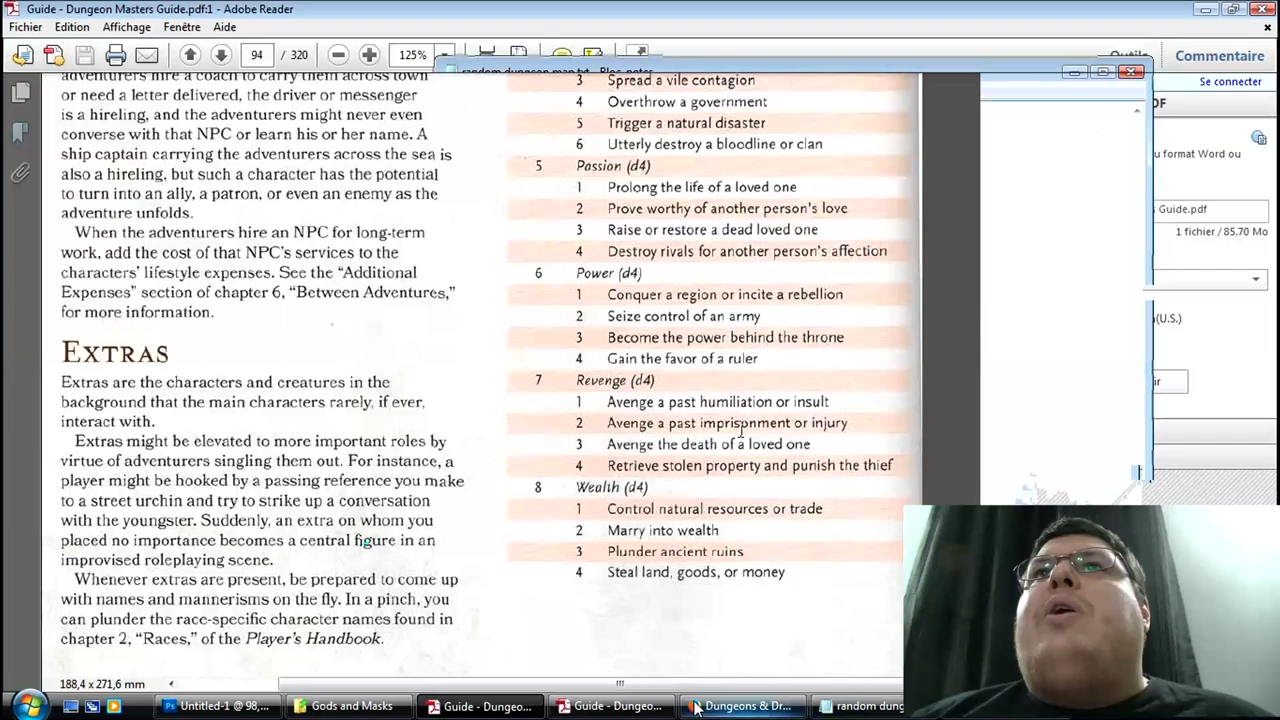 Guide - Dungeon Masters Guide.pdf:1 - Adobe Reader
Fichier Edition Affichage Fenêtre Aide
94 / 320 125% Outils Commentaire
random dungeon map.txt - Bloc-notes
Se connecter
adventurers hire a coach to carry them across town
or need a letter delivered, the driver or messenger
is a hireling, and the adventurers might never even
converse with that NPC or learn his or her name. A
ship captain carrying the adventurers across the sea is
also a hireling, but such a character has the potential
to turn into an ally, a patron, or even an enemy as the
adventure unfolds.
When the adventurers hire an NPC for long-term
work, add the cost of that NPC's services to the
characters' lifestyle expenses. See the “Additional
Expenses” section of chapter 6, “Between Adventures,”
for more information.
EXTRAS
Extras are the characters and creatures in the
background that the main characters rarely, if ever,
interact with.
Extras might be elevated to more important roles by
virtue of adventurers singling them out. For instance, a
player might be hooked by a passing reference you make
to a street urchin and try to strike up a conversation
with the youngster. Suddenly, an extra on whom you
placed no importance becomes a central figure in an
improvised roleplaying scene.
Whenever extras are present, be prepared to come up
with names and mannerisms on the fly. In a pinch, you
can plunder the race-specific character names found in
chapter 2, “Races,” of the Player's Handbook.
3 Spread a vile contagion
4 Overthrow a government
5 Trigger a natural disaster
6 Utterly destroy a bloodline or clan
5 Passion (d4)
1 Prolong the life of a loved one
2 Prove worthy of another person's love
3 Raise or restore a dead loved one
4 Destroy rivals for another person's affection
6 Power (d4)
1 Conquer a region or incite a rebellion
2 Seize control of an army
3 Become the power behind the throne
4 Gain the favor of a ruler
7 Revenge (d4)
1 Avenge a past humiliation or insult
2 Avenge a past imprisonment or injury
3 Avenge the death of a loved one
4 Retrieve stolen property and punish the thief
8 Wealth (d4)
1 Control natural resources or trade
2 Marry into wealth
3 Plunder ancient ruins
4 Steal land, goods, or money
DF
u format Word ou
s Guide.pdf
1 fichier / 85.70 Mo
(U.S.)
ir
188,4 x 271,6 mm
Untitled-1 @ 98,... Gods and Masks Guide - Dungeo... Guide - Dungeo... Dungeons & Dr... random dung